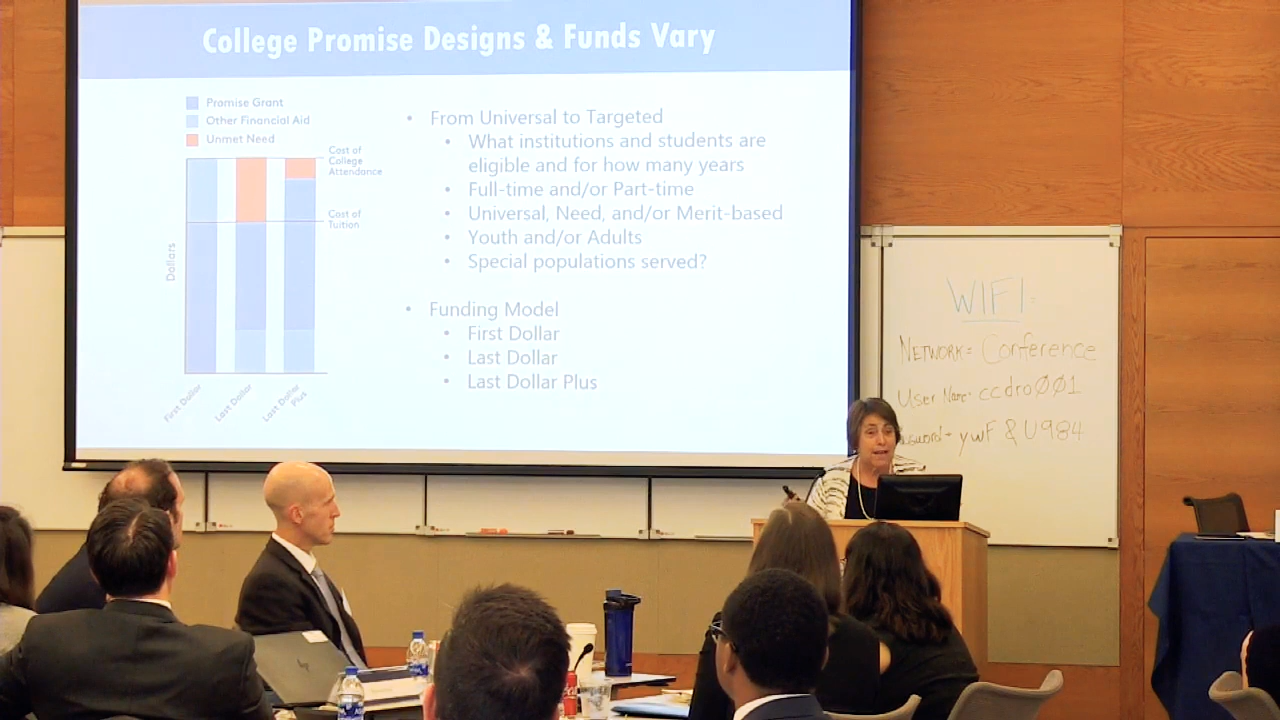 College Promise Designs & Funds Vary
Promise Grant
Other Financial Aid
Unmet Need
Cost of
College
Attendance
Cost of
Tuition
Dollars
First Dollar
Last Dollar
Last Dollar
Plus
• From Universal to Targeted
• What institutions and students are
eligible and for how many years
• Full-time and/or Part-time
• Universal, Need, and/or Merit-based
• Youth and/or Adults
• Special populations served?
• Funding Model
• First Dollar
• Last Dollar
• Last Dollar Plus
WIFI:
NETWORK= Conference
User Name= ccdro001
ywF&U984